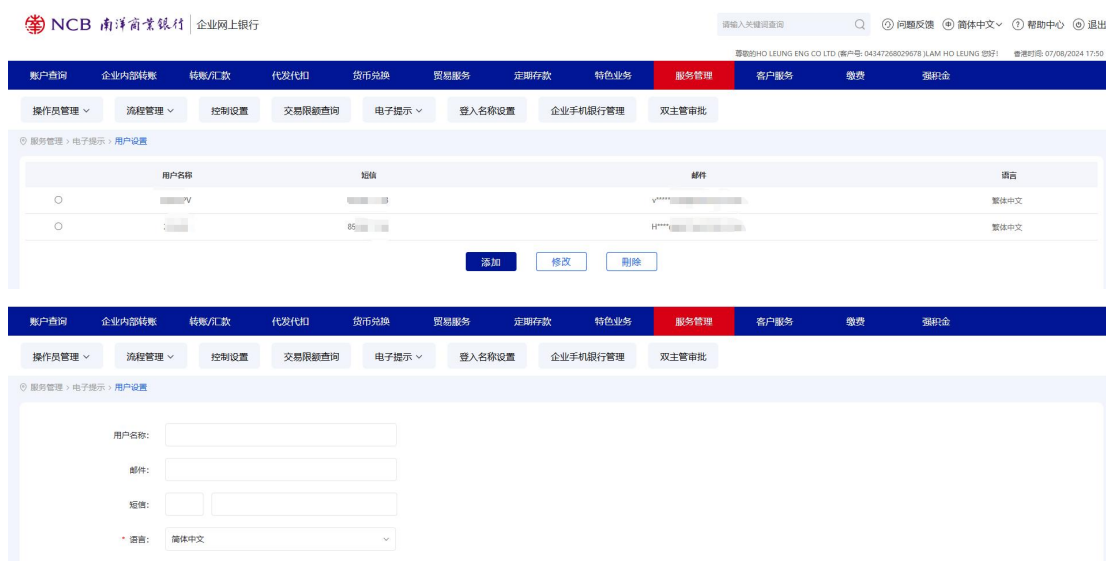 NCB 南洋商業銀行 企业网上银行 请输入关键词查询 问题反馈 简体中文 帮助中心 退出
尊敬的HO LEUNG ENG CO LTD (客户号: 04347268029678 )LAM HO LEUNG 您好! 香港时间: 07/08/2024 17:50
账户查询 企业内部转账 转账/汇款 代发代扣 货币兑换 贸易服务 定期存款 特色业务 服务管理 客户服务 缴费 强积金
操作员管理 流程管理 控制设置 交易限额查询 电子提示 登入名称设置 企业手机银行管理 双主管审批
服务管理 > 电子提示 > 用户设置
用户名称 短信 邮件 语言
V v***** 繁体中文
85 H**** 繁体中文
添加 修改 刪除
账户查询 企业内部转账 转账/汇款 代发代扣 货币兑换 贸易服务 定期存款 特色业务 服务管理 客户服务 缴费 强积金
操作员管理 流程管理 控制设置 交易限额查询 电子提示 登入名称设置 企业手机银行管理 双主管审批
服务管理 > 电子提示 > 用户设置
用户名称:
邮件:
短信:
* 语言: 简体中文